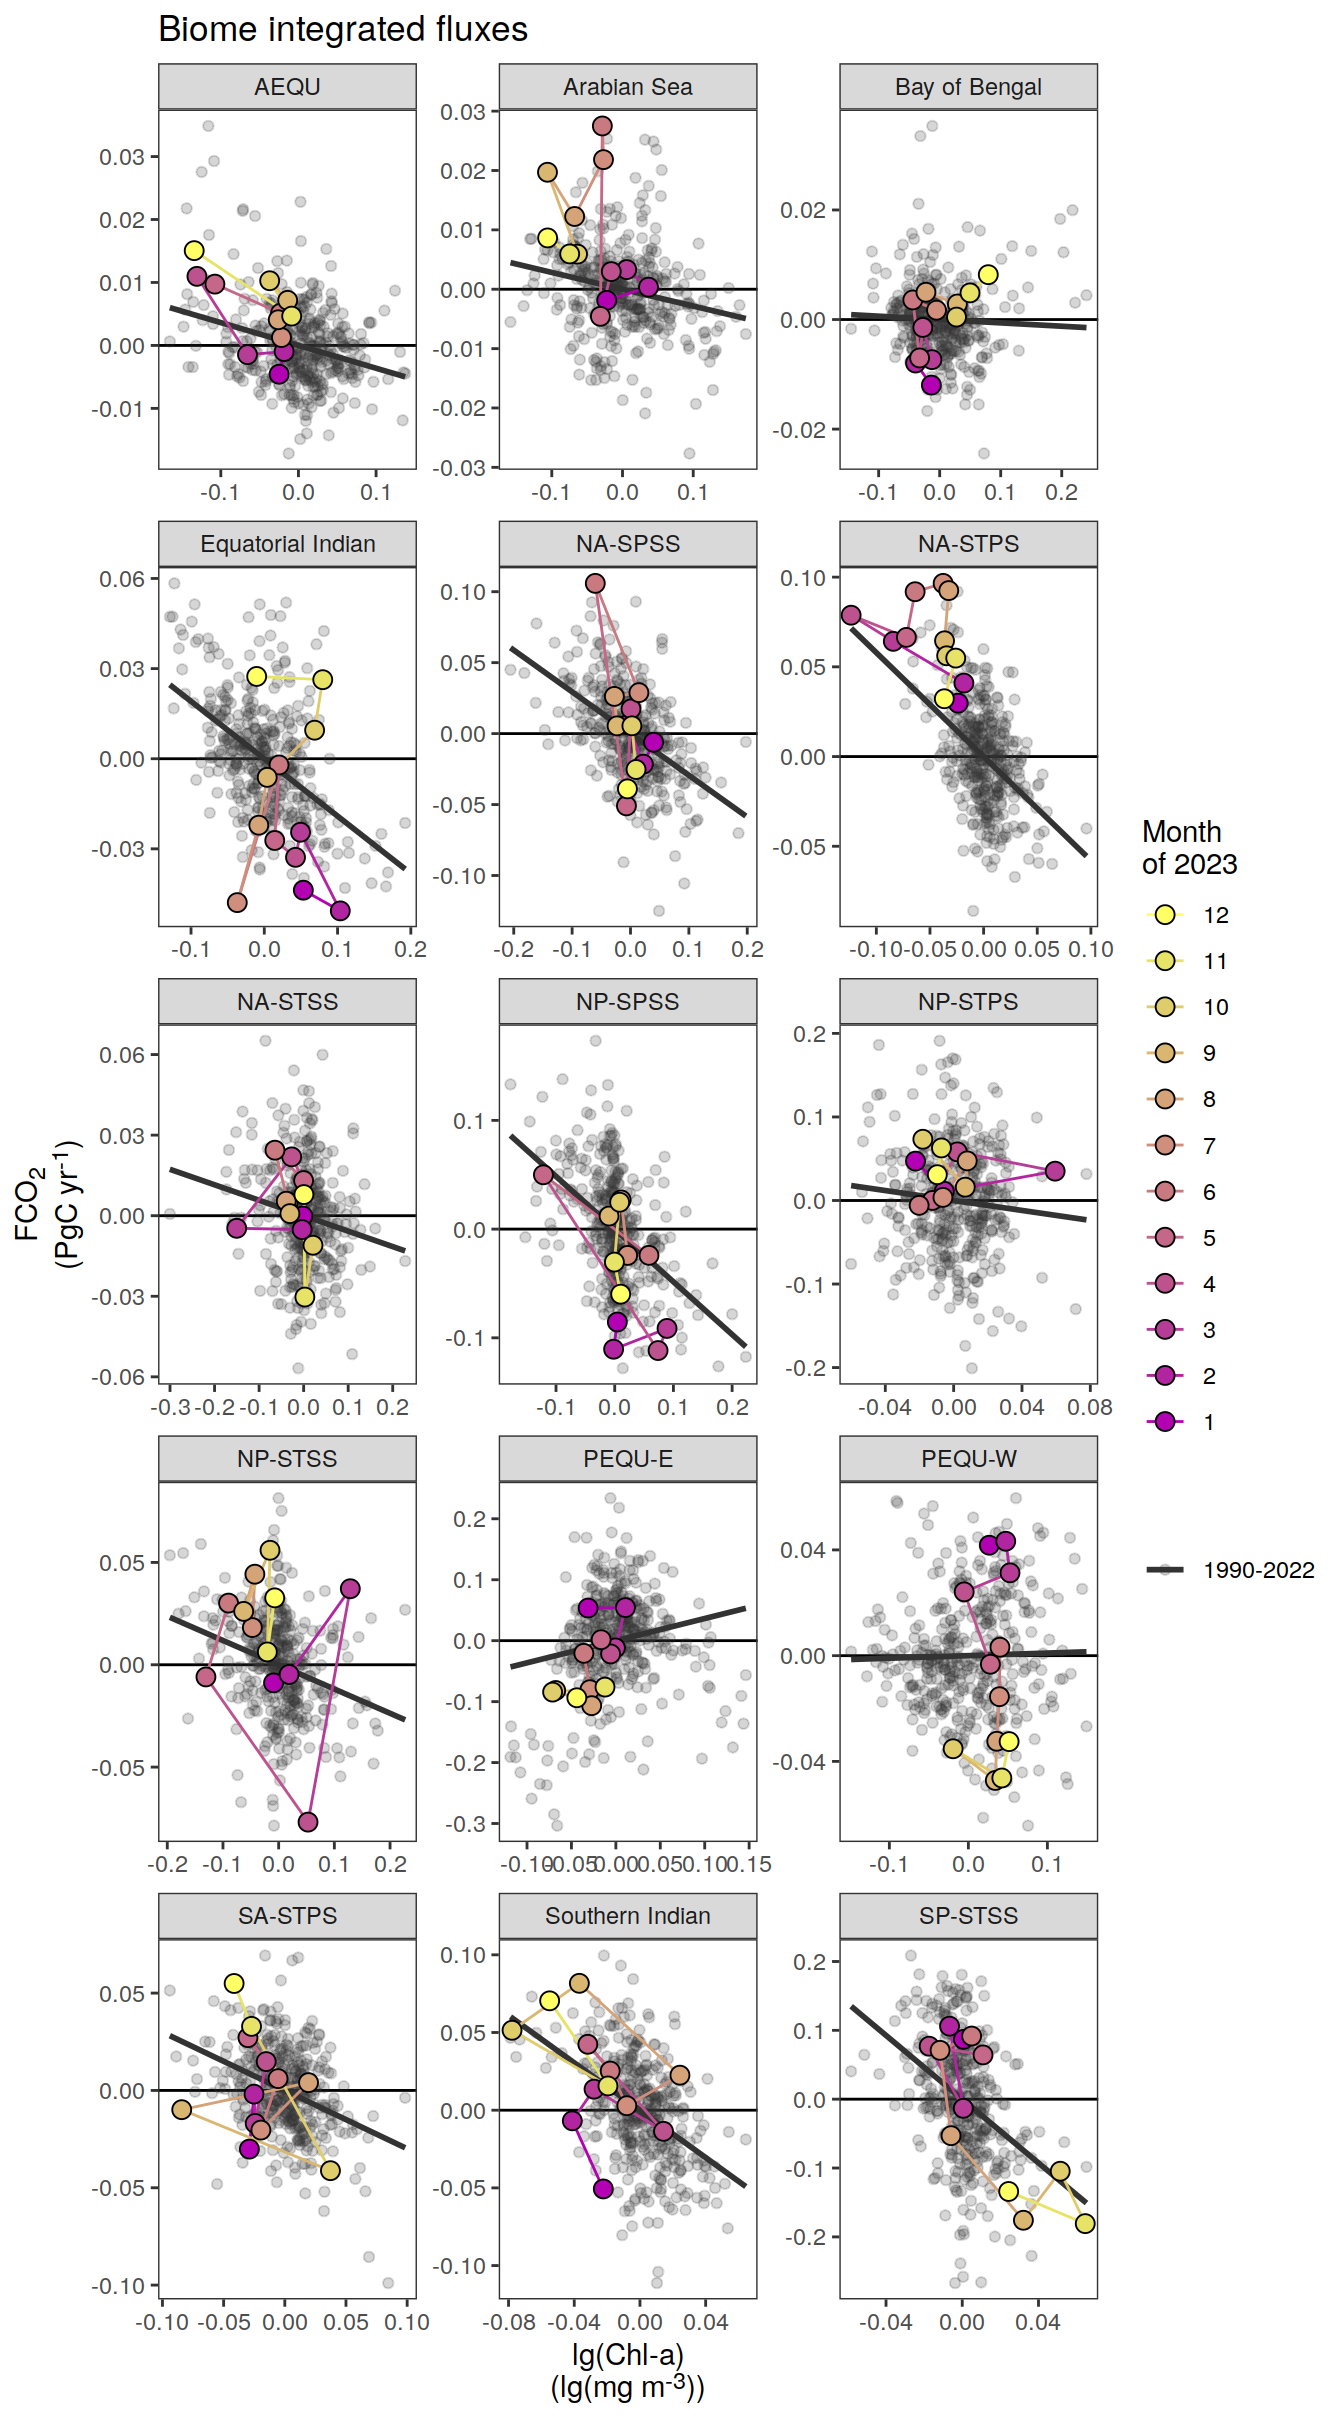 Biome integrated fluxes
AEQU
Arabian Sea
Bay of Bengal
0.03
0.02
0.01
0.00
-0.01
0.03
0.02
0.01
0.00
-0.01
-0.02
-0.03
0.02
0.00
-0.02
-0.1 0.0 0.1
-0.1 0.0 0.1
-0.1 0.0 0.1 0.2
Equatorial Indian
NA-SPSS
NA-STPS
0.06
0.03
0.00
-0.03
0.10
0.05
0.00
-0.05
-0.10
0.10
0.05
0.00
-0.05
-0.1 0.0 0.1 0.2
-0.2 -0.1 0.0 0.1 0.2
-0.10 -0.05 0.00 0.05 0.10
NA-STSS
NP-SPSS
NP-STPS
0.06
0.03
0.00
-0.03
-0.06
0.1
0.0
-0.1
0.2
0.1
0.0
-0.1
-0.2
-0.3 -0.2 -0.1 0.0 0.1 0.2
-0.1 0.0 0.1 0.2
-0.04 0.00 0.04 0.08
NP-STSS
PEQU-E
PEQU-W
0.05
0.00
-0.05
0.2
0.1
0.0
-0.1
-0.2
-0.3
0.04
0.00
-0.04
-0.2 -0.1 0.0 0.1 0.2
-0.10 -0.05 0.00 0.05 0.10 0.15
-0.1 0.0 0.1
SA-STPS
Southern Indian
SP-STSS
0.05
0.00
-0.05
-0.10
0.10
0.05
0.00
-0.05
-0.10
0.2
0.1
0.0
-0.1
-0.2
-0.10 -0.05 0.00 0.05 0.10
-0.08 -0.04 0.00 0.04
-0.04 0.00 0.04
FCO2
(PgC yr-1)
lg(Chl-a)
(lg(mg m-3))
Month
of 2023
12
11
10
9
8
7
6
5
4
3
2
1
1990-2022